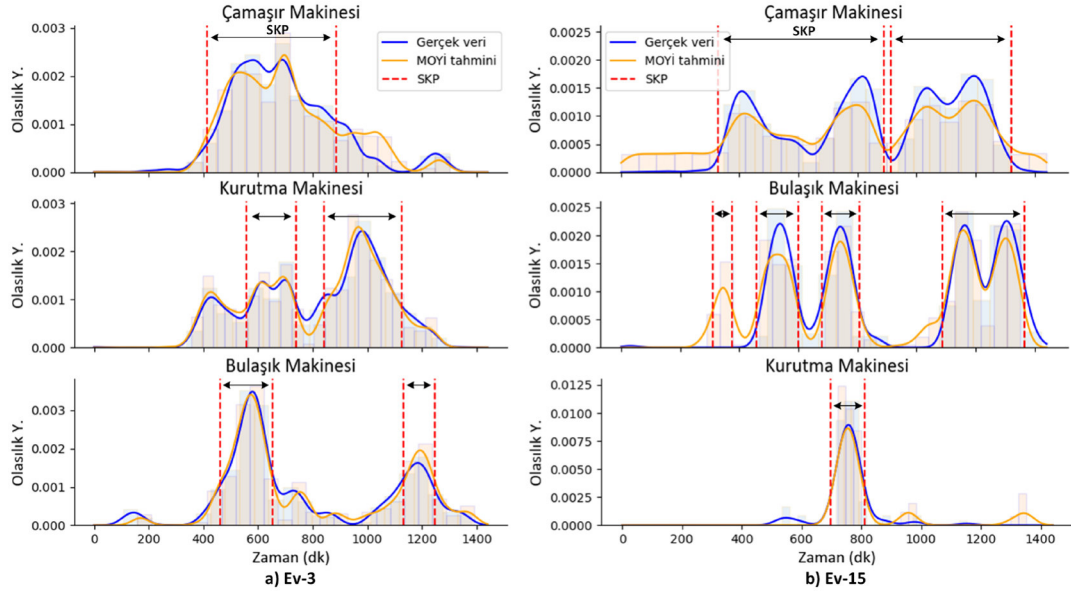 Çamaşır Makinesi
SKP
Gerçek veri
MOYİ tahmini
SKP
Olasılık Y.
0.003
0.002
0.001
0.000
Kurutma Makinesi
Olasılık Y.
0.003
0.002
0.001
0.000
Bulaşık Makinesi
Olasılık Y.
0.003
0.002
0.001
0.000
0 200 400 600 800 1000 1200 1400
Zaman (dk)
a) Ev-3
Çamaşır Makinesi
SKP
Gerçek veri
MOYİ tahmini
SKP
Olasılık Y.
0.0025
0.0020
0.0015
0.0010
0.0005
0.0000
Bulaşık Makinesi
Olasılık Y.
0.0025
0.0020
0.0015
0.0010
0.0005
0.0000
Kurutma Makinesi
Olasılık Y.
0.0125
0.0100
0.0075
0.0050
0.0025
0.0000
0 400 600 800 1000 1200 1400
Zaman (dk)
b) Ev-15